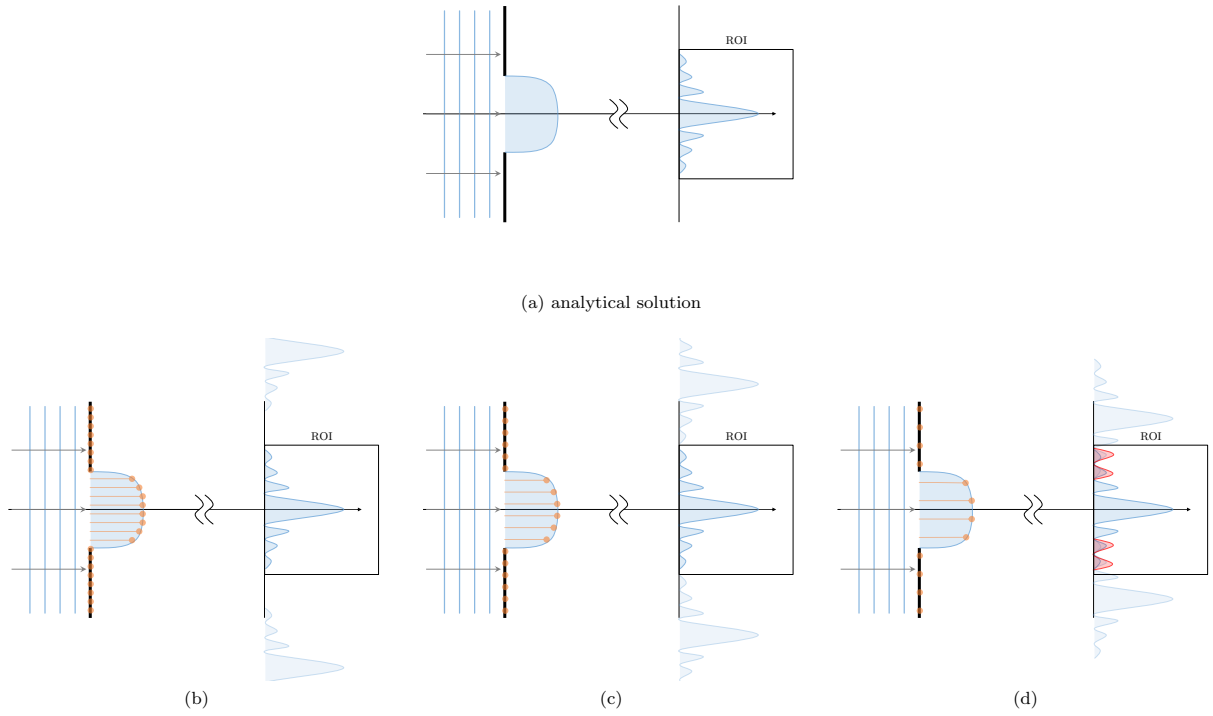 ROI
(a) analytical solution
ROI
ROI
ROI
(b)
(c)
(d)